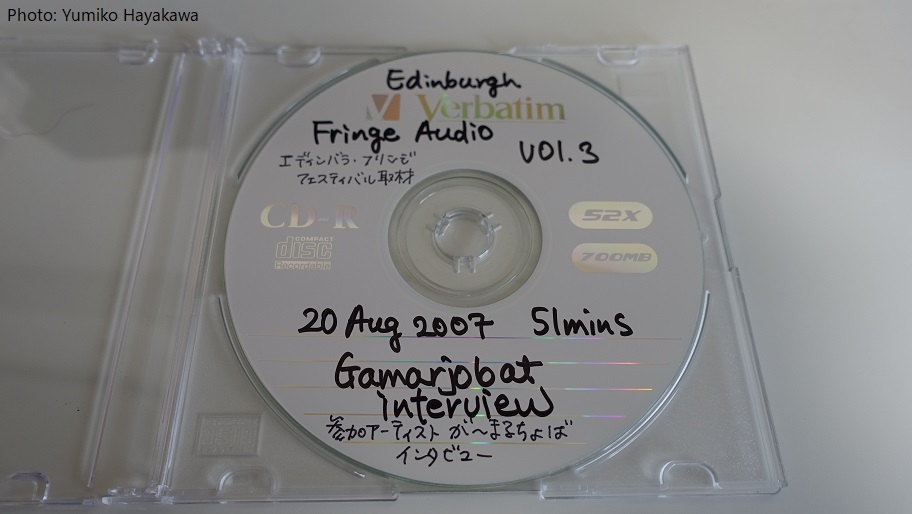 Photo: Yumiko Hayakawa
Edinburgh
Verbatim
Fringe Audio
VOl.3
エディンバラ・フリンジ
フェスティバル取材
CD-R
52X
COMPACT
disc
Recordable
700MB
20 Aug 2007 51mins
Gamarjobat
interview
参加アーティスト が〜まるちょば
インタビュー